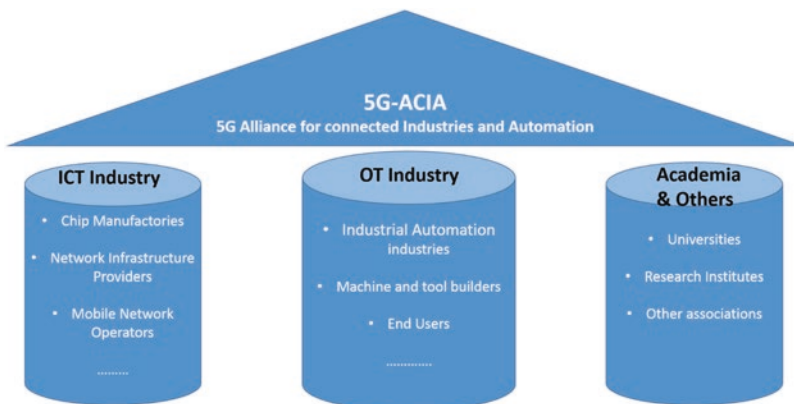 5G-ACIA
5G Alliance for connected Industries and Automation
ICT Industry
• Chip Manufactories
• Network Infrastructure
Providers
• Mobile Network
Operators
.........
OT Industry
• Industrial Automation
industries
• Machine and tool builders
• End Users
.............
Academia
& Others
• Universities
• Research Institutes
• Other associations